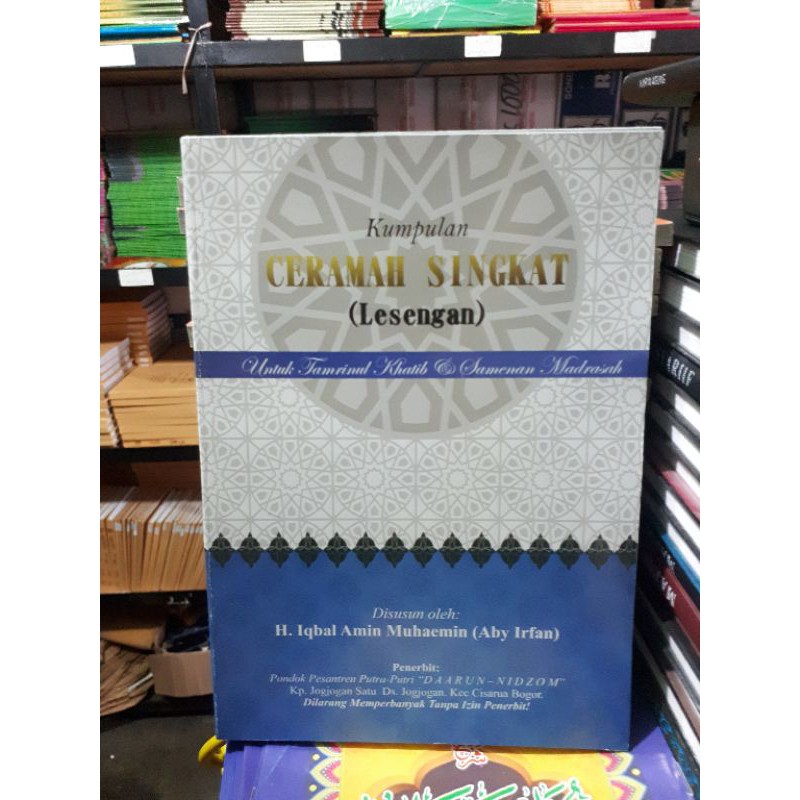 Kumpulan
CERAMAH SINGKAT
(Lesengan)
Untuk Tamrinul Khatib & Samenan Madrasah
Disusun oleh:
H. Iqbal Amin Muhaemin (Aby Irfan)
Penerbit:
Pondok Pesantren Putra-Putri "DAARUN-NIDZOM"
Kp. Jogjogan Satu Ds. Jogjogan. Kec Cisarua Bogor.
Dilarang Memperbanyak Tanpa Izin Penerbit!